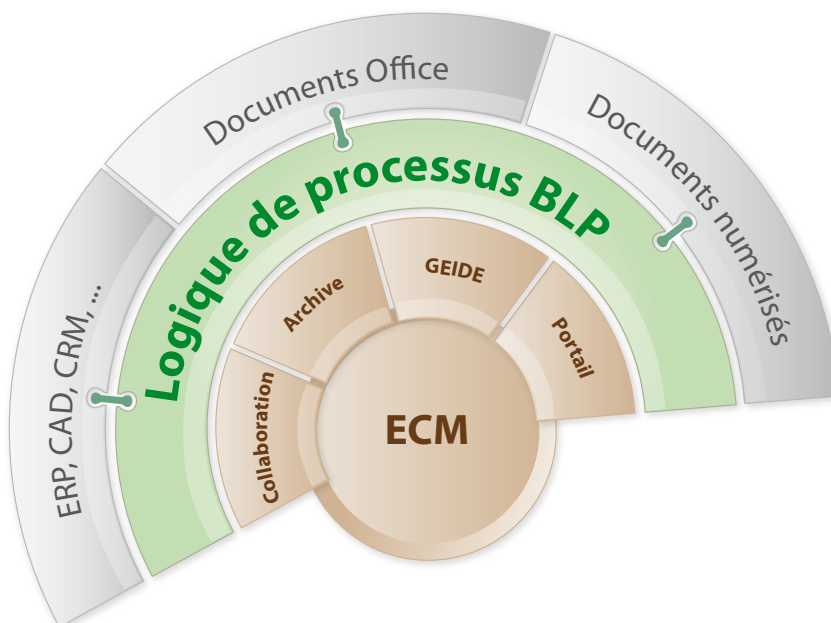 Documents Office
Documents numérisés
ERP, CAD, CRM, ...
Logique de processus BLP
Collaboration
Archive
GEIDE
Portail
ECM